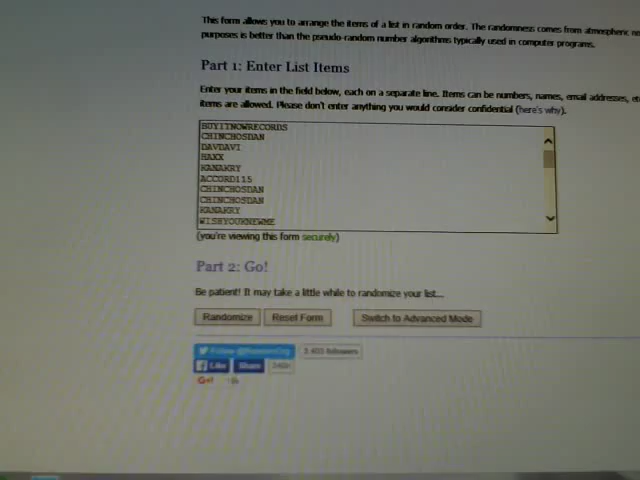 This form allows you to arrange the items of a list in random order. The randomness comes from atmospheric
purposes is better than the pseudo-random number algorithms typically used in computer programs.
Part 1: Enter List Items
Enter your items in the field below, each on a separate line. Items can be numbers, names, email addresses,
items are allowed. Please don't enter anything you would consider confidential (here's why).
BUYITNOWRECORDS
CHINCHOSDAN
DAVDAVI
HAXX
KANAKRY
ACCORD115
CHINCHOSDAN
CHINCHOSDAN
KANAKRY
WISHYOUKNEWME
(you're viewing this form securely)
Part 2: Go!
Be patient! It may take a little while to randomize your list...
Randomize Reset Form Switch to Advanced Mode
Follow @RandomOrg followers
Like Share
G+1